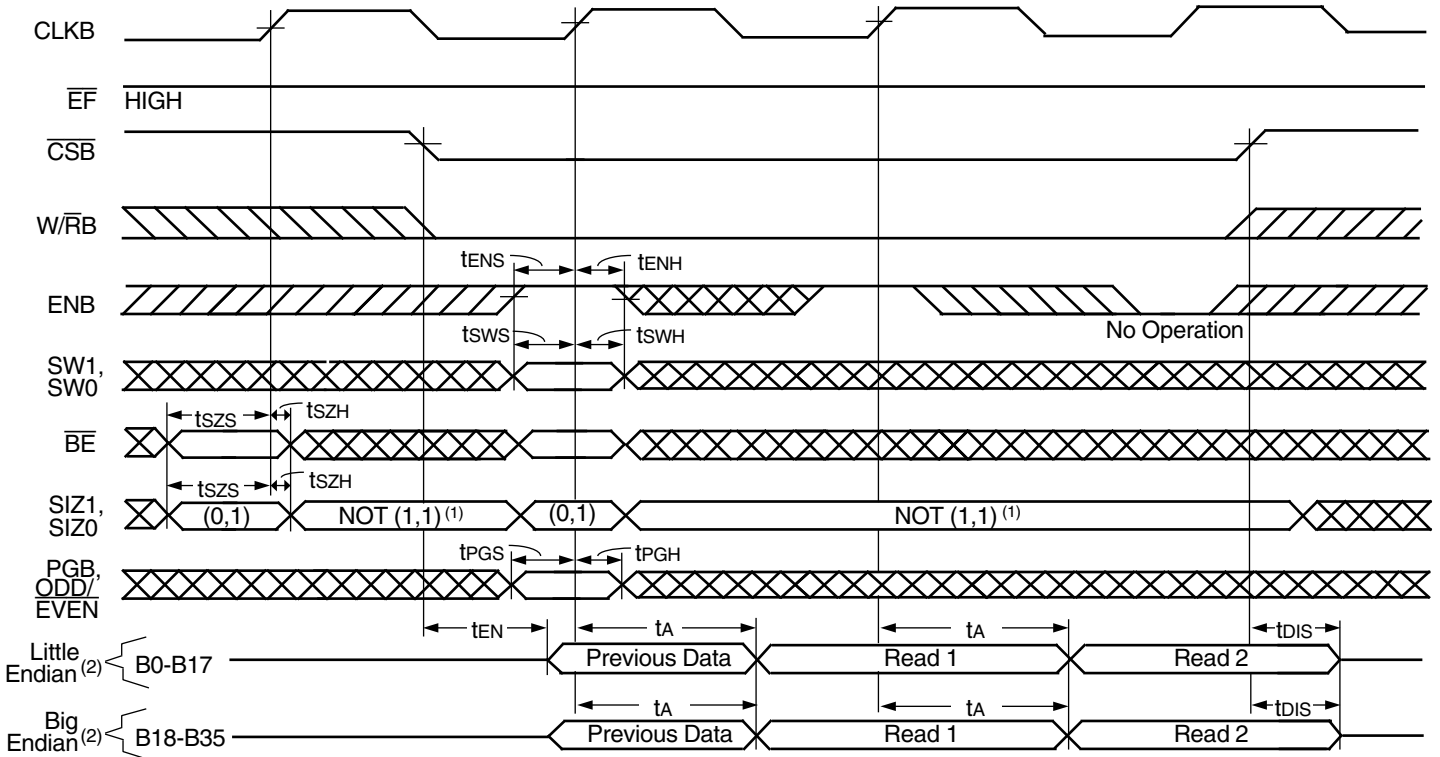 CLKB
EF HIGH
CSB
W/RB
tENS tENH
ENB
No Operation
tSWS tSWH
SW1,
SW0
tSZS tSZH
BE
tSZS tSZH
SIZ1,
SIZ0
(0,1) NOT (1,1) (1) (0,1) NOT (1,1) (1)
tPGS tPGH
PGB,
ODD/
EVEN
tEN tA tA tDIS
Little
Endian (2) B0-B17 Previous Data Read 1 Read 2
tA tA tDIS
Big
Endian (2) B18-B35 Previous Data Read 1 Read 2